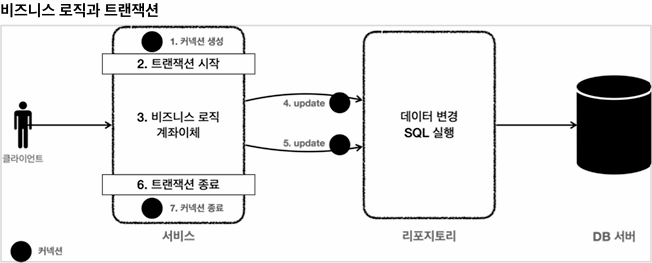 비즈니스 로직과 트랜잭션
1. 커넥션 생성
2. 트랜잭션 시작
3. 비즈니스 로직
계좌이체
4. update
5. update
6. 트랜잭션 종료
7. 커넥션 종료
데이터 변경
SQL 실행
클라이언트
서비스
리포지토리
DB 서버
커넥션